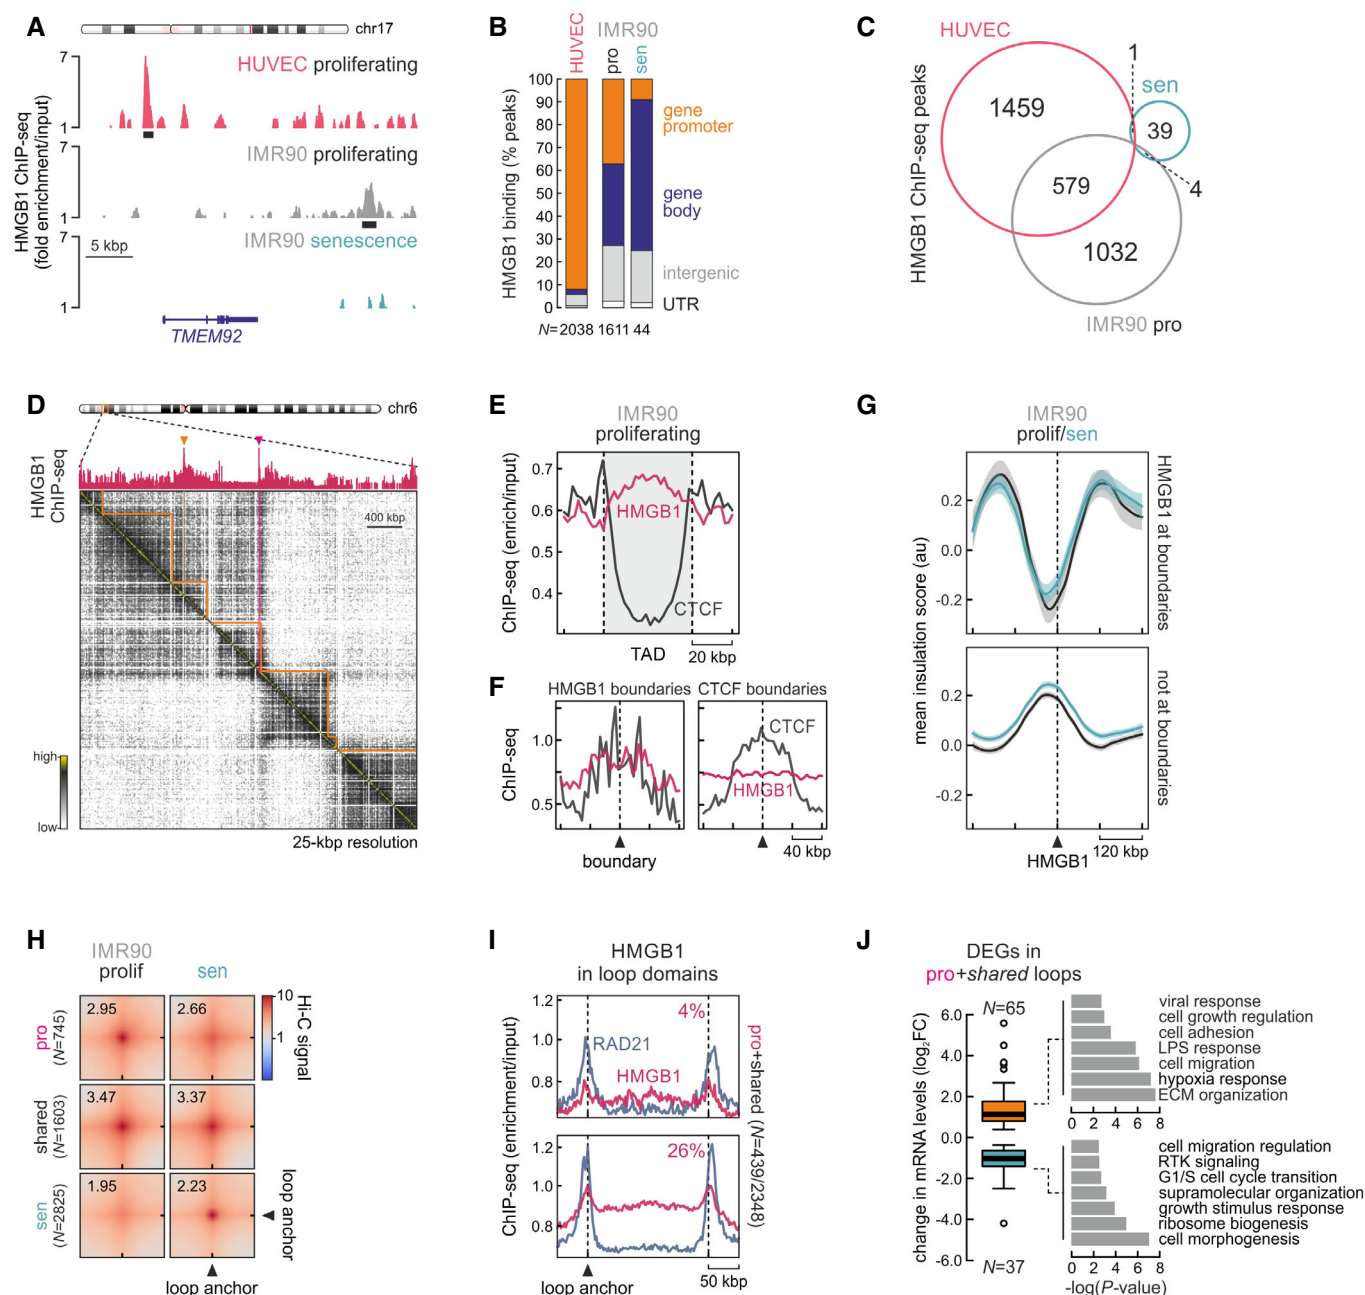 A
chr17
HMGB1 ChIP-seq
(fold enrichment/input)
7
HUVEC proliferating
1
7
IMR90 proliferating
1
7
IMR90 senescence
5 kbp
1
TMEM92
B
HUVEC
IMR90
pro
sen
HMGB1 binding (% peaks)
100
90
80
70
60
50
40
30
20
10
0
gene
promoter
gene
body
intergenic
UTR
N=2038 1611 44
C
HMGB1 ChIP-seq peaks
HUVEC
1
sen
1459
39
579
4
1032
IMR90 pro
D
chr6
HMGB1
ChIP-seq
400 kbp
high
low
25-kbp resolution
E
IMR90
proliferating
ChIP-seq (enrich/input)
0.7
0.6
0.5
0.4
HMGB1
CTCF
TAD
20 kbp
F
HMGB1 boundaries
CTCF boundaries
ChIP-seq
1.0
0.5
CTCF
HMGB1
boundary
40 kbp
G
IMR90
prolif/sen
mean insulation score (au)
0.2
0.0
-0.2
HMGB1 at boundaries
0.2
0.0
-0.2
not at boundaries
HMGB1
120 kbp
H
IMR90
prolif
sen
pro
(N=745)
2.95
2.66
shared
(N=1603)
3.47
3.37
sen
(N=2825)
1.95
2.23
10
1
Hi-C signal
loop anchor
loop anchor
I
HMGB1
in loop domains
ChIP-seq (enrichment/input)
1.2
1.0
0.8
4%
RAD21
HMGB1
1.2
1.0
0.8
26%
pro+shared (N=439/2348)
loop anchor
50 kbp
J
DEGs in
pro+shared loops
change in mRNA levels (log2FC)
6.0
4.0
2.0
0.0
-2.0
-4.0
-6.0
N=65
N=37
viral response
cell growth regulation
cell adhesion
LPS response
cell migration
hypoxia response
ECM organization
0 2 4 6 8
cell migration regulation
RTK signaling
G1/S cell cycle transition
supramolecular organization
growth stimulus response
ribosome biogenesis
cell morphogenesis
0 2 4 6 8
-log(P-value)